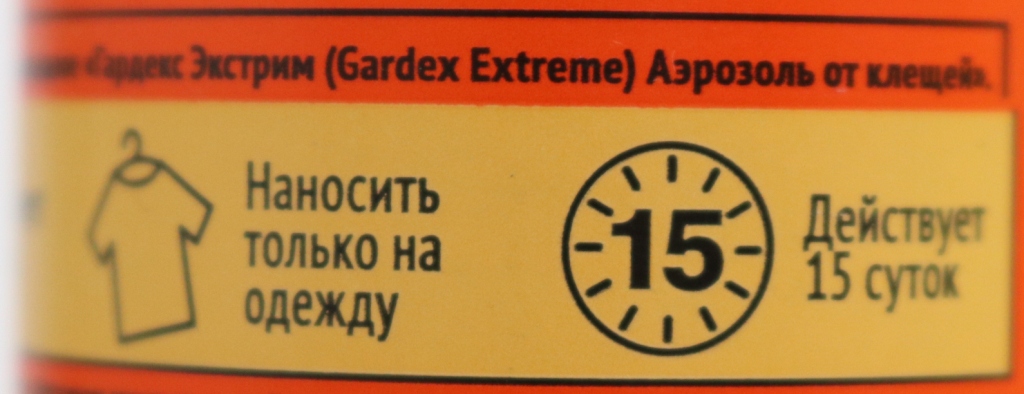 «Гардекс Экстрим (Gardex Extreme) Аэрозоль от клещей».
Наносить
только на
одежду
15
Действует
15 суток